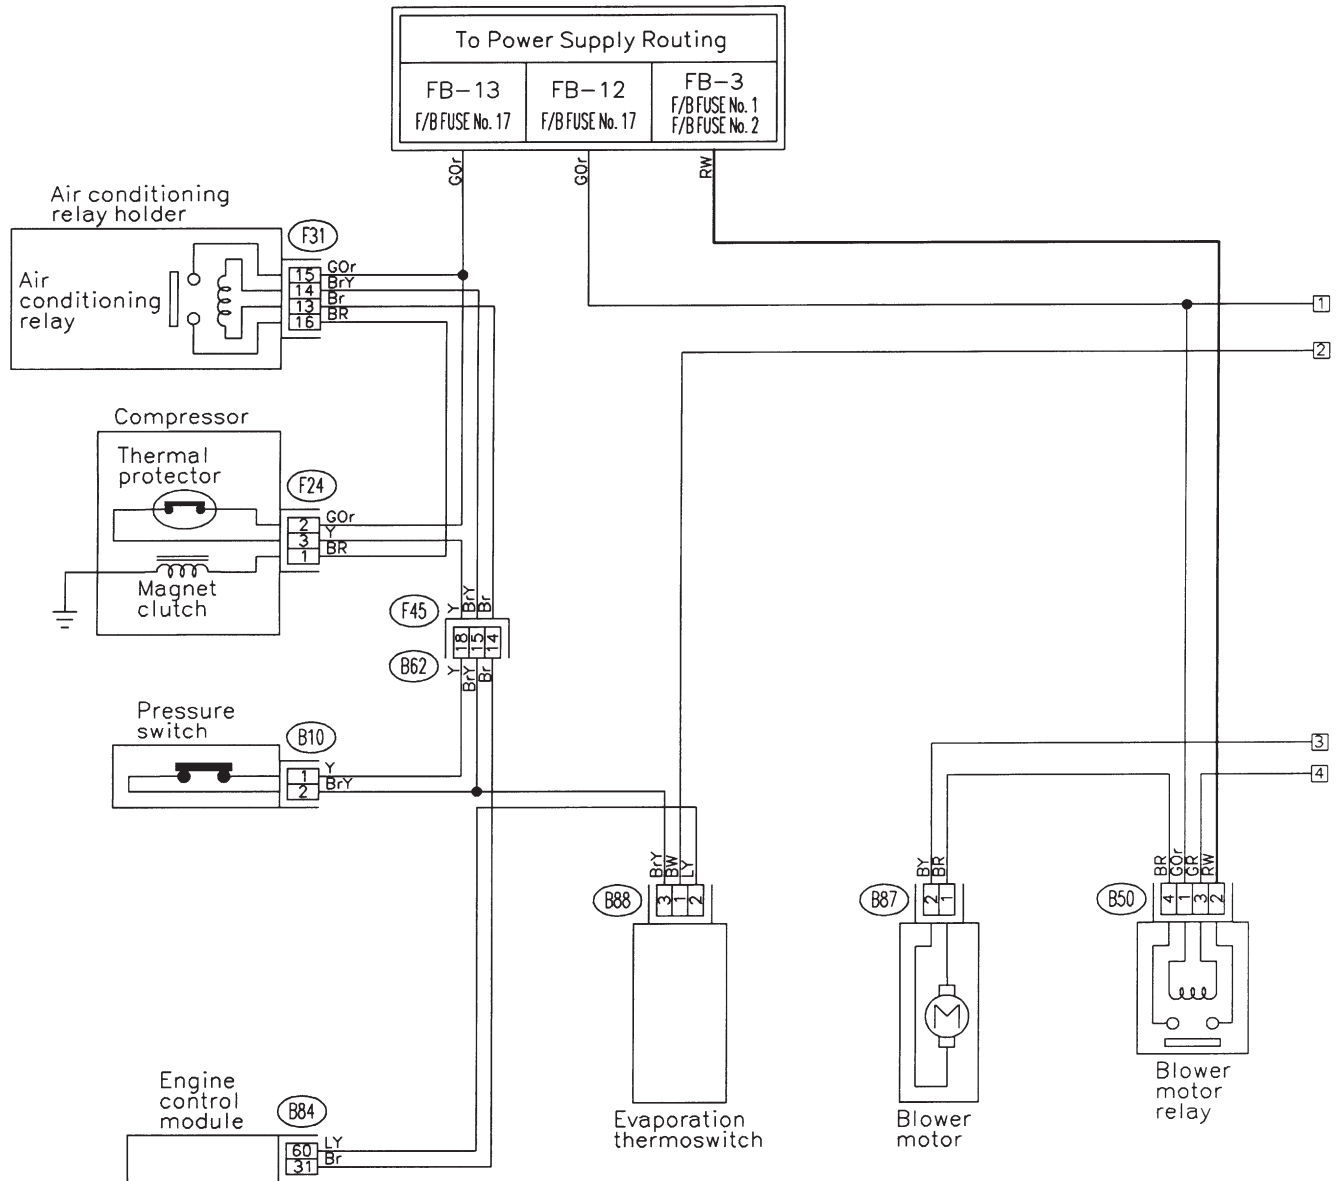 To Power Supply Routing
FB-13
F/B FUSE No. 17
FB-12
F/B FUSE No. 17
FB-3
F/B FUSE No. 1
F/B FUSE No. 2
GOr
GOr
RW
Air conditioning
relay holder
F31
Air
conditioning
relay
15 GOr
14 BrY
13 Br
16 BR
1
2
Compressor
Thermal
protector
F24
2 GOr
3 Y
1 BR
Magnet
clutch
F45
Y BrY Br
18 15 14
B62
Y BrY Br
Pressure
switch
B10
1 Y
2 BrY
3
4
BrY BW LY
B88
3 1 2
Evaporation
thermoswitch
BY BR
B87
2 1
M
Blower
motor
BR GOr GR RW
B50
4 1 3 2
Blower
motor
relay
Engine
control
module
B84
60 LY
31 Br